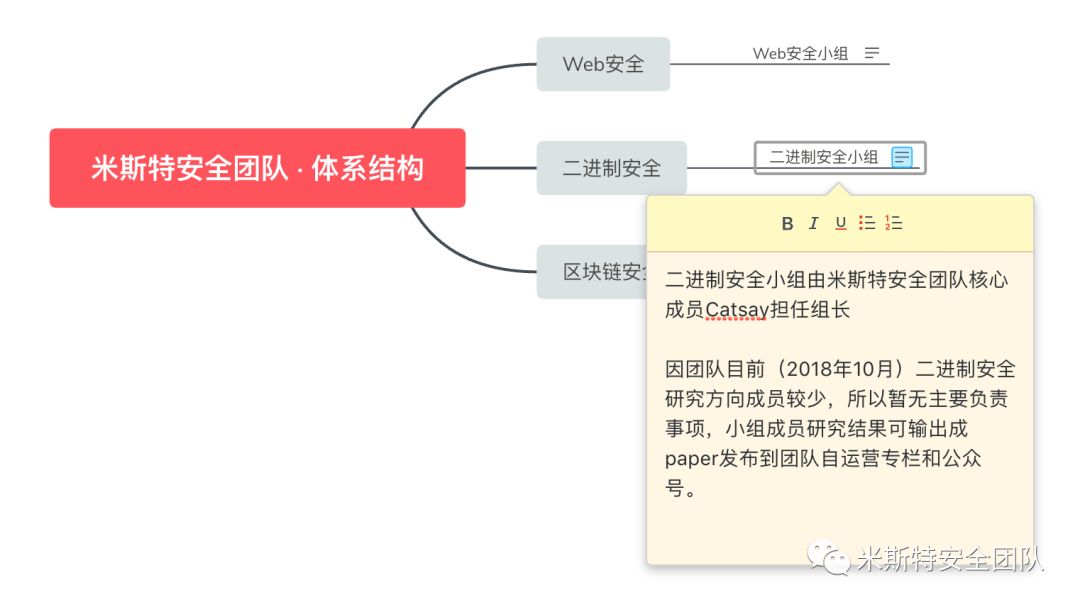 Web安全
Web安全小组
米斯特安全团队 · 体系结构
二进制安全
二进制安全小组
区块链安
B I U
二进制安全小组由米斯特安全团队核心
成员Catsay担任组长
因团队目前（2018年10月）二进制安全
研究方向成员较少，所以暂无主要负责
事项，小组成员研究结果可输出成
paper发布到团队自运营专栏和公众
号。
米斯特安全团队